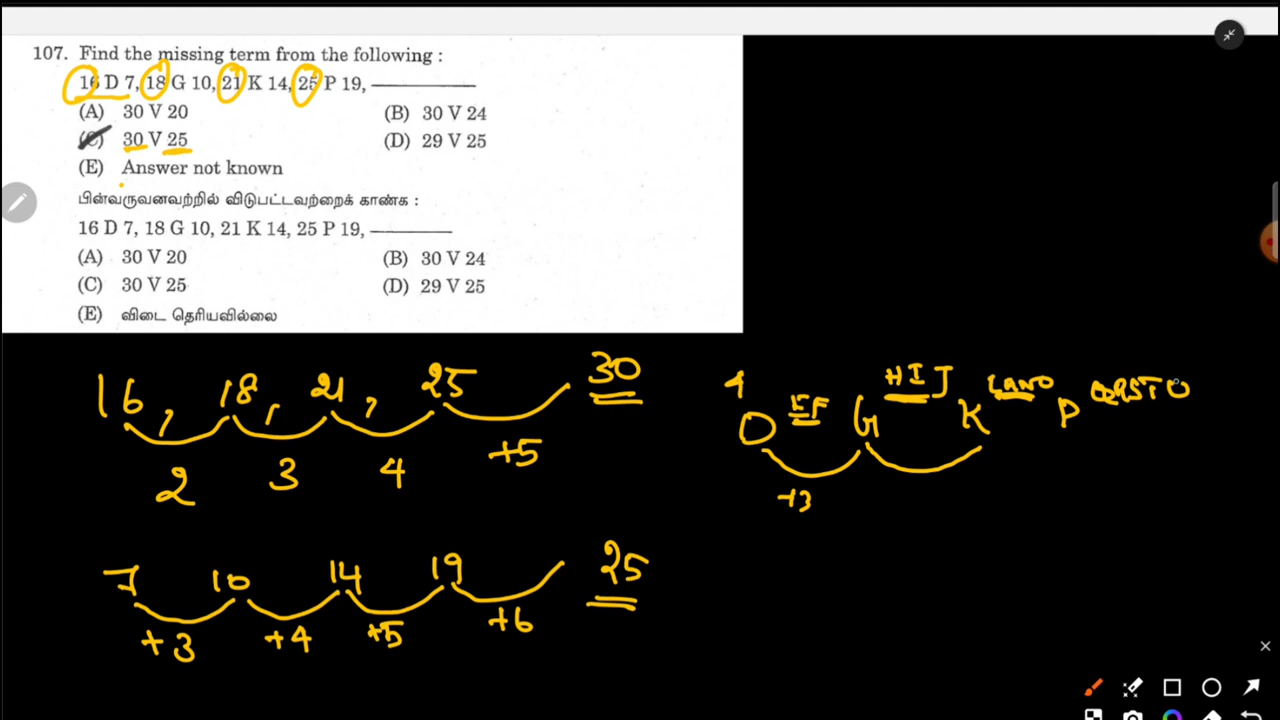 107. Find the missing term from the following :
16 D 7, 18 G 10, 21 K 14, 25 P 19, ________
(A) 30 V 20 (B) 30 V 24
(C) 30 V 25 (D) 29 V 25
(E) Answer not known
பின்வருவனவற்றில் விடுபட்டவற்றைக் காண்க :
16 D 7, 18 G 10, 21 K 14, 25 P 19, ________
(A) 30 V 20 (B) 30 V 24
(C) 30 V 25 (D) 29 V 25
(E) விடை தெரியவில்லை
16, 18, 21, 25 30
2 3 4 +5
4
D EF G HIJ K LMNO P QRSTU
+3
7 10 14 19 25
+3 +4 +5 +6